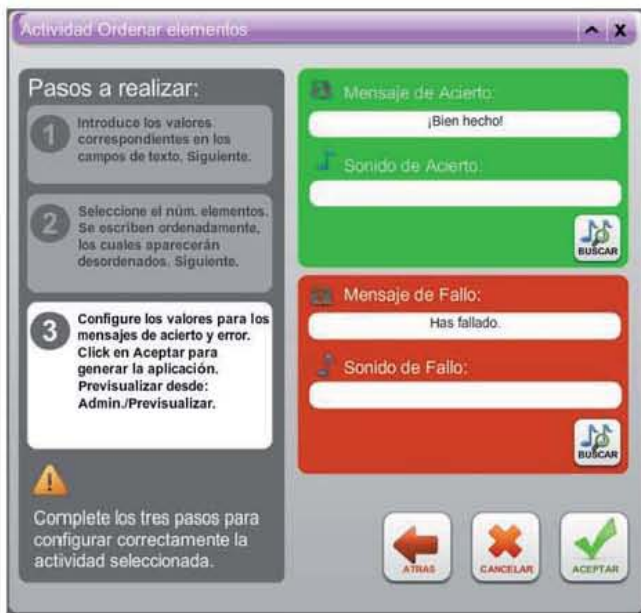 Actividad Ordenar elementos
X
Pasos a realizar:
1
Introduce los valores
correspondientes en los
campos de texto. Siguiente.
2
Seleccione el núm. elementos.
Se escriben ordenadamente,
los cuales aparecerán
desordenados. Siguiente.
3
Configure los valores para los
mensajes de acierto y error.
Click en Aceptar para
generar la aplicación.
Previsualizar desde:
Admin./Previsualizar.
Complete los tres pasos para
configurar correctamente la
actividad seleccionada.
Mensaje de Acierto:
¡Bien hecho!
Sonido de Acierto:
BUSCAR
Mensaje de Fallo:
Has fallado.
Sonido de Fallo:
BUSCAR
ATRAS
CANCELAR
ACEPTAR